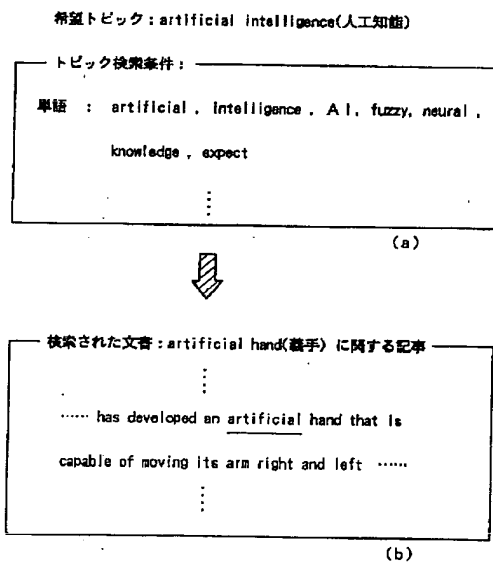 希望トピック：artificial intelligence(人工知能)
トピック検索条件：
単語 ： artificial , intelligence , AI, fuzzy, neural ,
knowledge , expect
(a)
検索された文書：artificial hand(義手) に関する記事
…… has developed an artificial hand that is
capable of moving its arm right and left ……
(b)